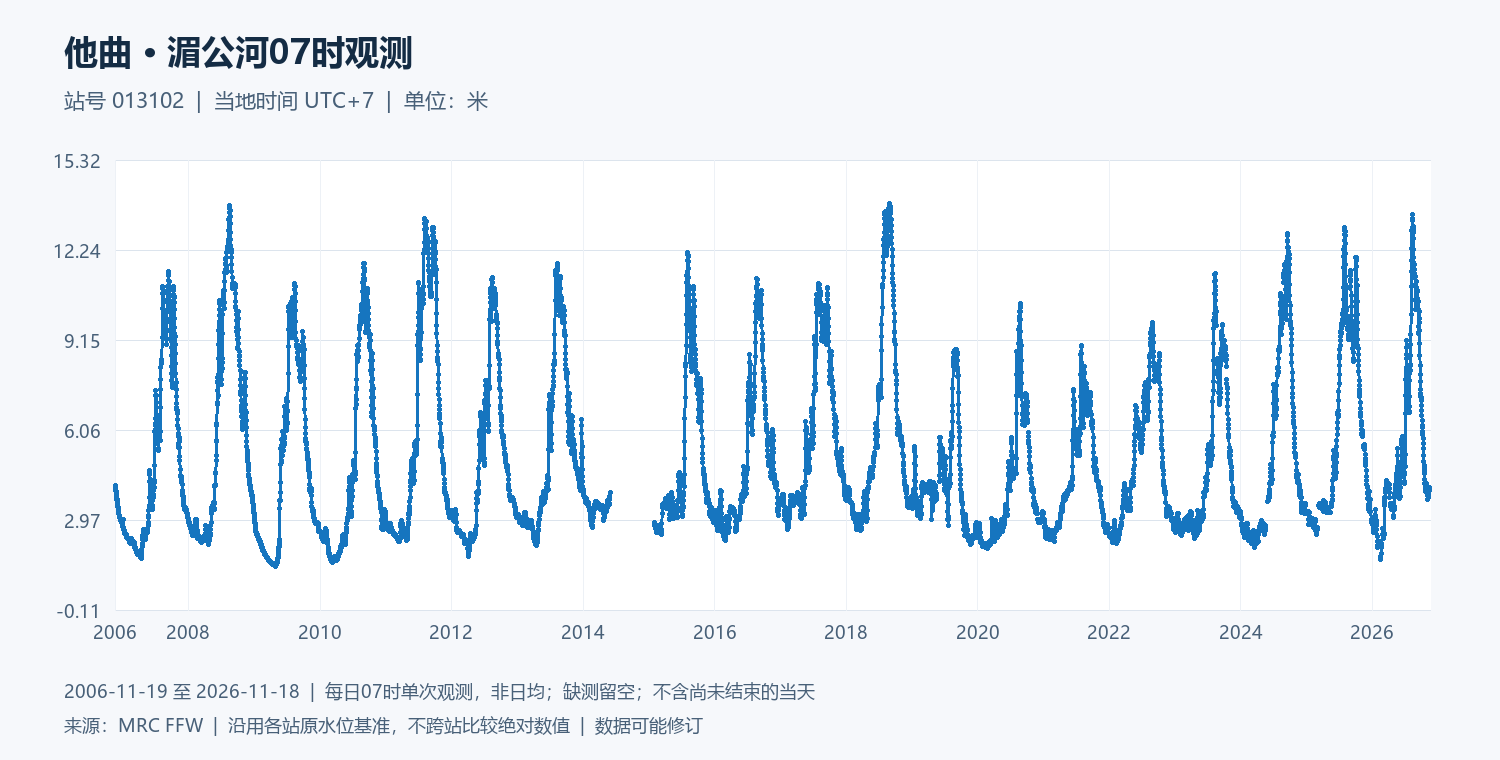 他曲 • 湄公河07时观测
站号 013102 | 当地时间 UTC+7 | 单位：米
15.32
12.24
9.15
6.06
2.97
-0.11
2006 2008 2010 2012 2014 2016 2018 2020 2022 2024 2026
2006-11-19 至 2026-11-18 | 每日07时单次观测，非日均；缺测留空；不含尚未结束的当天
来源：MRC FFW | 沿用各站原水位基准，不跨站比较绝对数值 | 数据可能修订